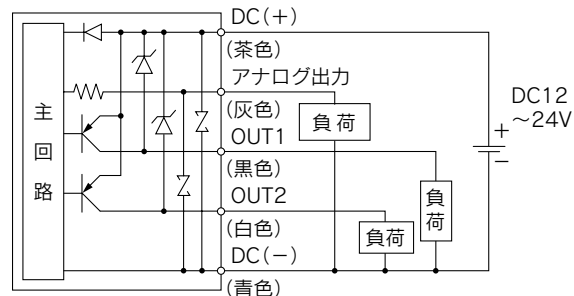 DC(+)
(茶色)
アナログ出力
(灰色)
OUT1
(黒色)
OUT2
(白色)
DC(-)
(青色)
主回路
負荷
負荷
負荷
DC12
~24V
+
-